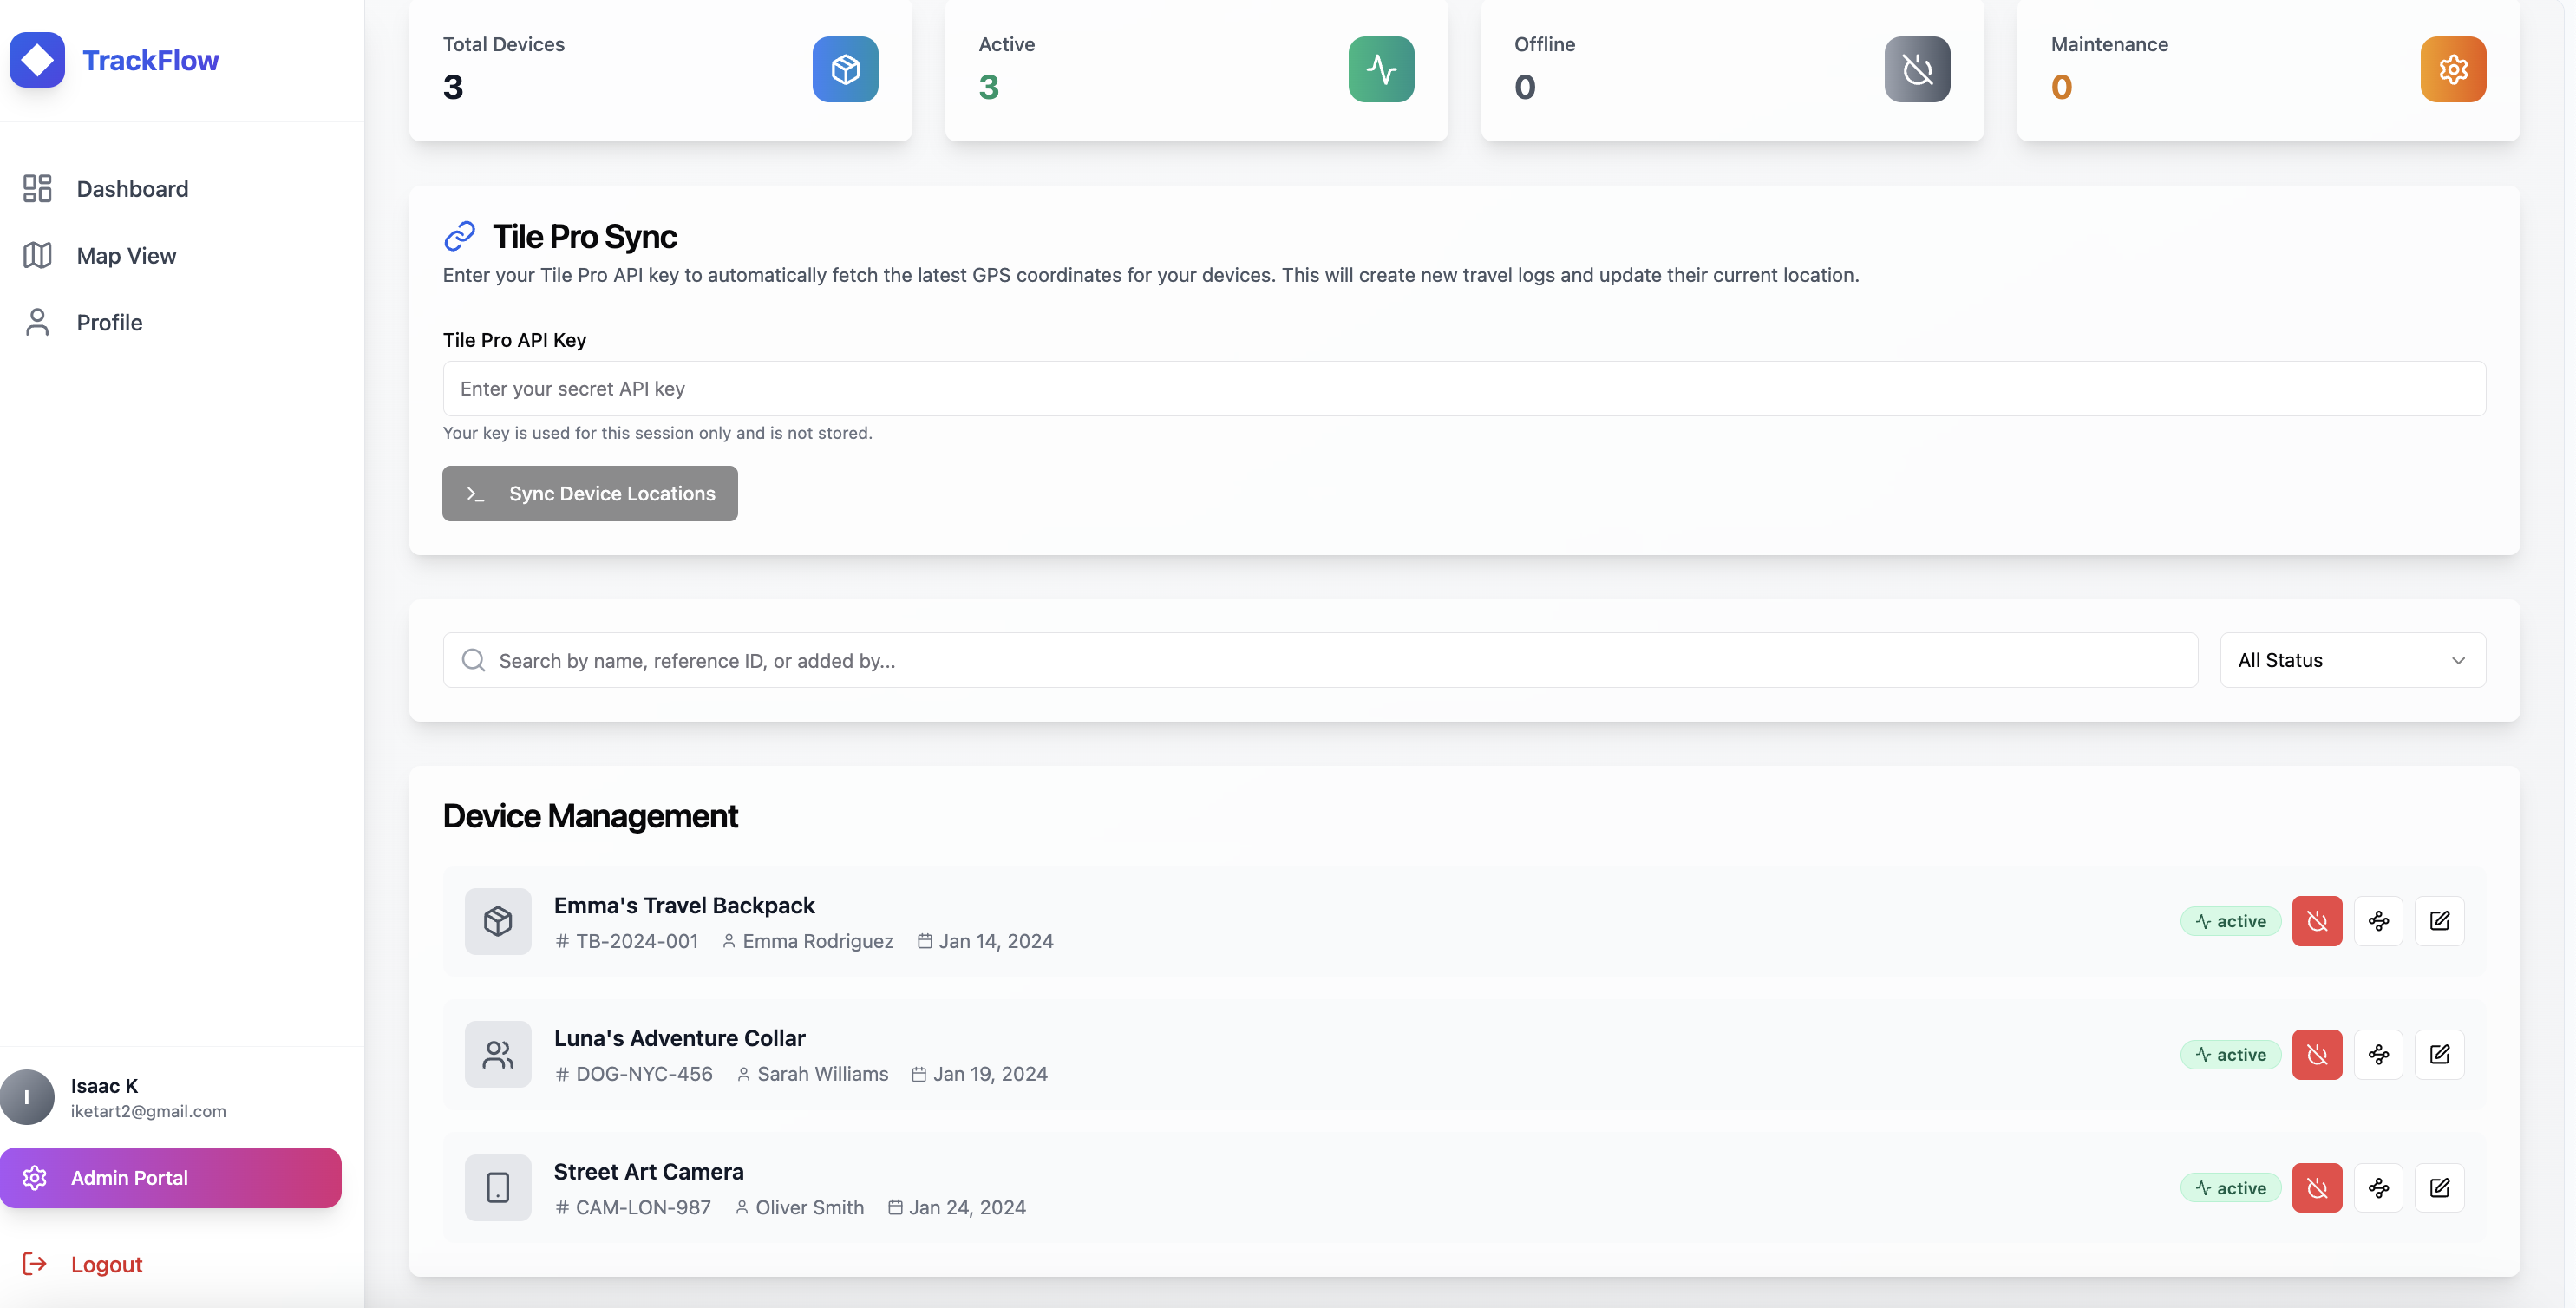 TrackFlow
Dashboard
Map View
Profile
Isaac K
I
iketart2@gmail.com
Admin Portal
Logout
Total Devices
3
Active
3
Offline
0
Maintenance
0
Tile Pro Sync
Enter your Tile Pro API key to automatically fetch the latest GPS coordinates for your devices. This will create new travel logs and update their current location.
Tile Pro API Key
Enter your secret API key
Your key is used for this session only and is not stored.
Sync Device Locations
Search by name, reference ID, or added by...
All Status
Device Management
Emma's Travel Backpack
# TB-2024-001 Emma Rodriguez Jan 14, 2024
active
Luna's Adventure Collar
# DOG-NYC-456 Sarah Williams Jan 19, 2024
active
Street Art Camera
# CAM-LON-987 Oliver Smith Jan 24, 2024
active